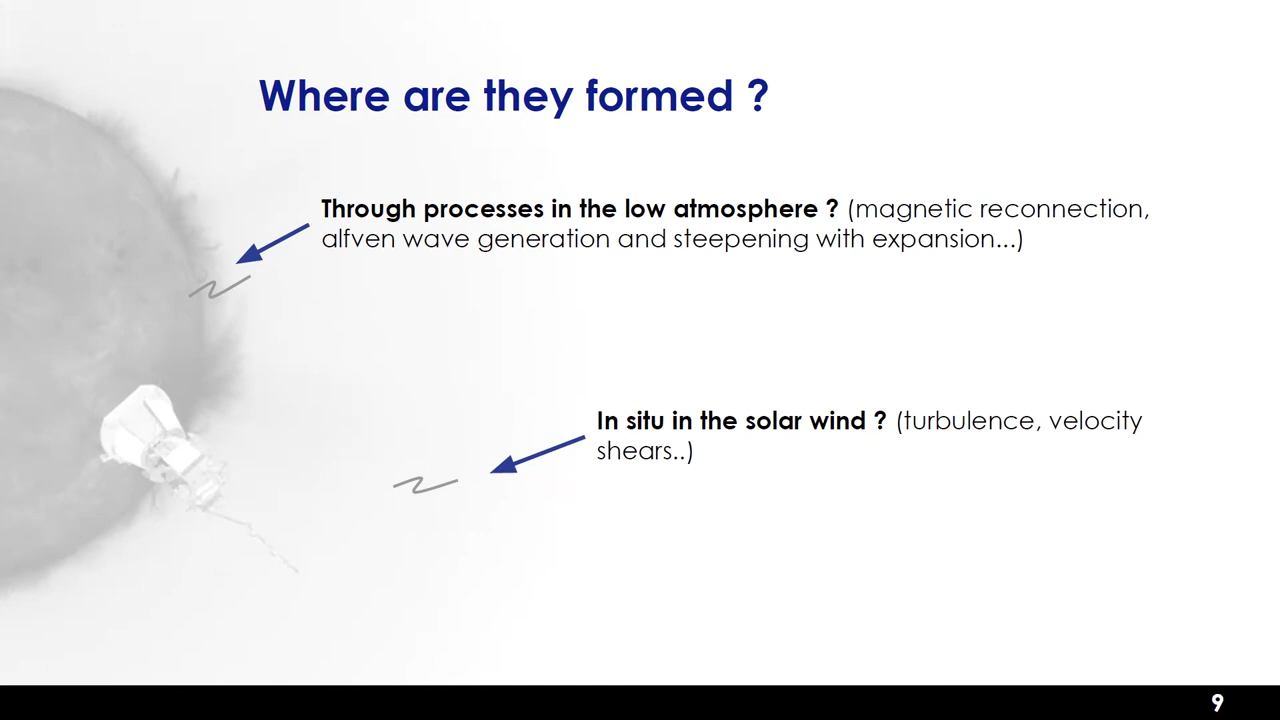 Where are they formed ?
Through processes in the low atmosphere ? (magnetic reconnection,
alfven wave generation and steepening with expansion...)
In situ in the solar wind ? (turbulence, velocity
shears..)
9